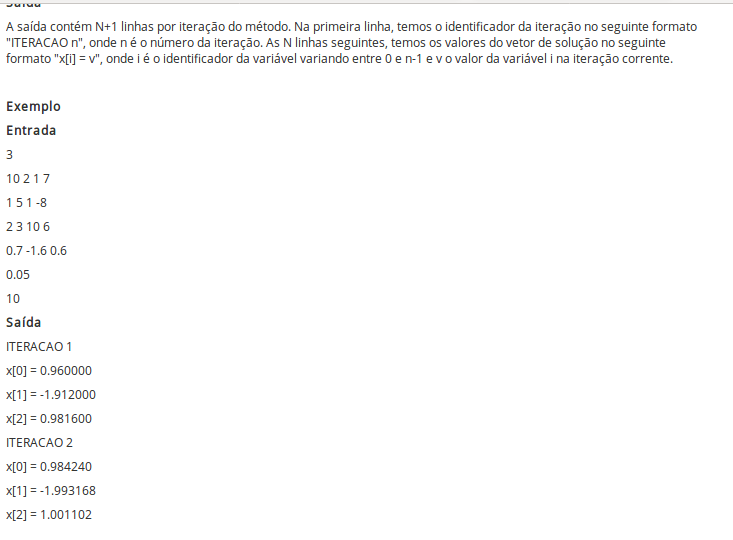 Saída
A saída contém N+1 linhas por iteração do método. Na primeira linha, temos o identificador da iteração no seguinte formato
"ITERACAO n", onde n é o número da iteração. As N linhas seguintes, temos os valores do vetor de solução no seguinte
formato "x[i] = v", onde i é o identificador da variável variando entre 0 e n-1 e v o valor da variável i na iteração corrente.
Exemplo
Entrada
3
10 2 1 7
1 5 1 -8
2 3 10 6
0.7 -1.6 0.6
0.05
10
Saída
ITERACAO 1
x[0] = 0.960000
x[1] = -1.912000
x[2] = 0.981600
ITERACAO 2
x[0] = 0.984240
x[1] = -1.993168
x[2] = 1.001102